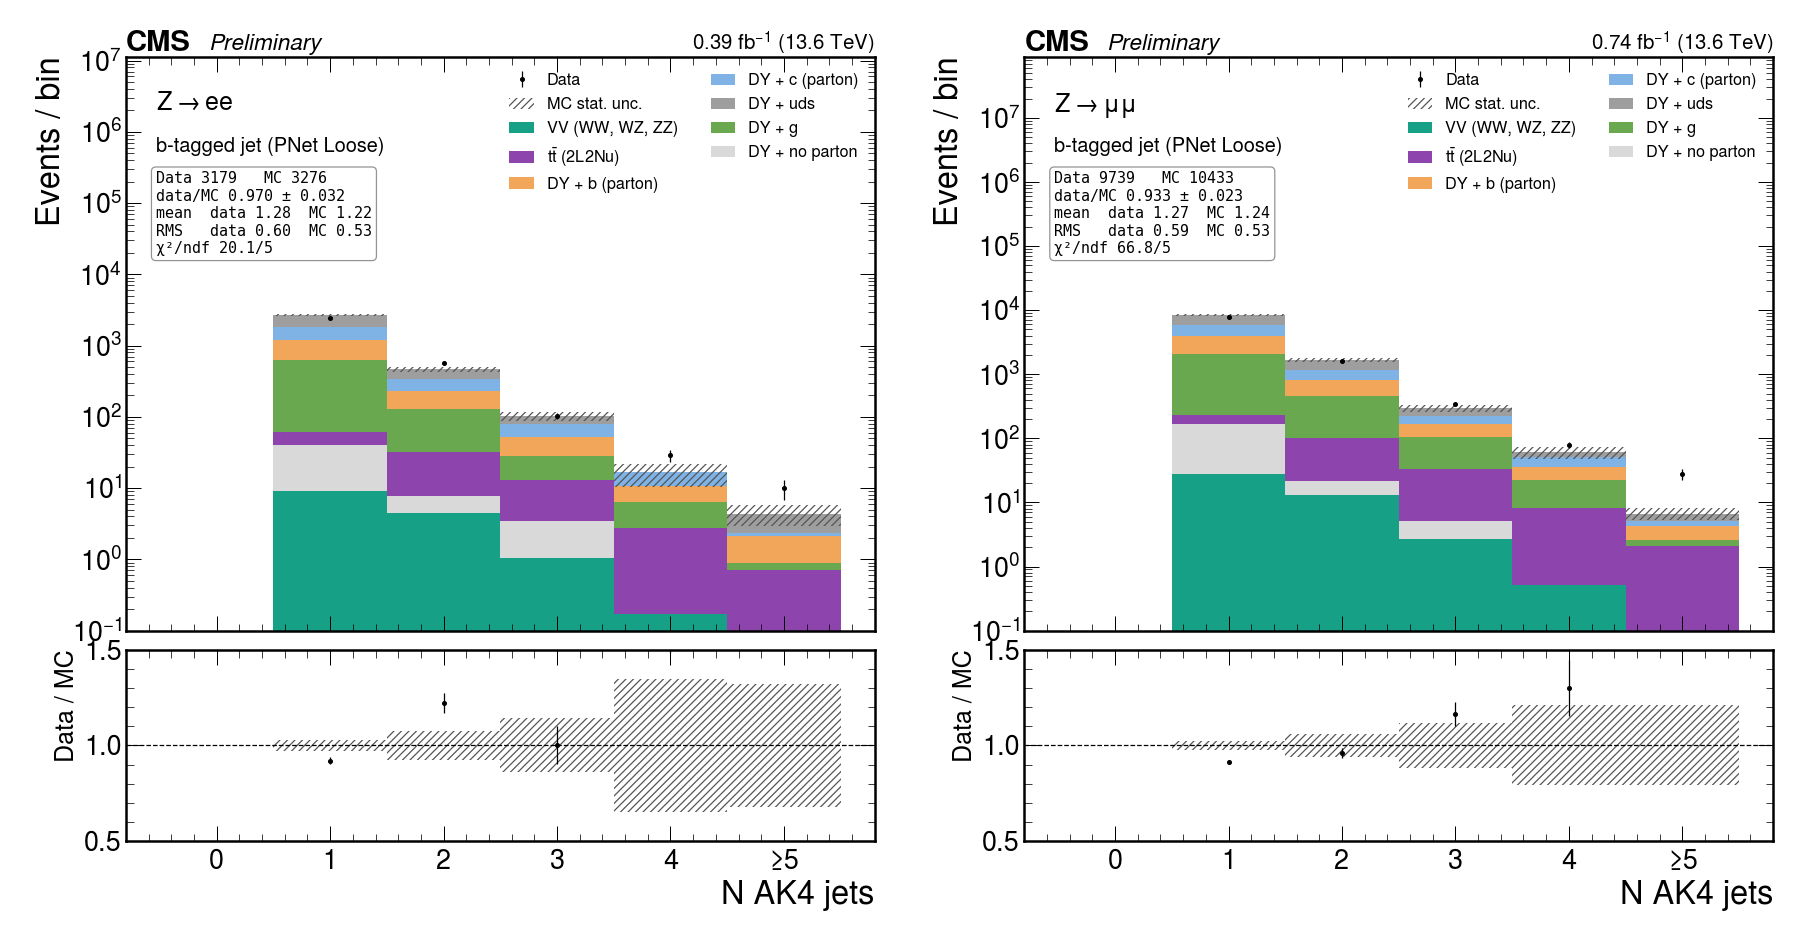 CMS Preliminary 0.39 fb⁻¹ (13.6 TeV)
Events / bin
10⁷
10⁶
10⁵
10⁴
10³
10²
10¹
10⁰
10⁻¹
Z → ee
b-tagged jet (PNet Loose)
Data 3179 MC 3276
data/MC 0.970 ± 0.032
mean data 1.28 MC 1.22
RMS data 0.60 MC 0.53
χ²/ndf 20.1/5
Data
MC stat. unc.
VV (WW, WZ, ZZ)
tt̄ (2L2Nu)
DY + b (parton)
DY + c (parton)
DY + uds
DY + g
DY + no parton
Data / MC
1.5
1.0
0.5
0 1 2 3 4 ≥5
N AK4 jets
CMS Preliminary 0.74 fb⁻¹ (13.6 TeV)
Events / bin
10⁷
10⁶
10⁵
10⁴
10³
10²
10¹
10⁰
10⁻¹
Z → μμ
b-tagged jet (PNet Loose)
Data 9739 MC 10433
data/MC 0.933 ± 0.023
mean data 1.27 MC 1.24
RMS data 0.59 MC 0.53
χ²/ndf 66.8/5
Data
MC stat. unc.
VV (WW, WZ, ZZ)
tt̄ (2L2Nu)
DY + b (parton)
DY + c (parton)
DY + uds
DY + g
DY + no parton
Data / MC
1.5
1.0
0.5
0 1 2 3 4 ≥5
N AK4 jets